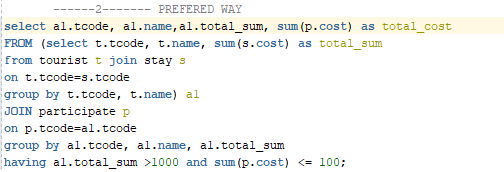 ------2------- PREFERED WAY
select a1.tcode, a1.name,a1.total_sum, sum(p.cost) as total_cost
FROM (select t.tcode, t.name, sum(s.cost) as total_sum
from tourist t join stay s
on t.tcode=s.tcode
group by t.tcode, t.name) a1
JOIN participate p
on p.tcode=a1.tcode
group by a1.tcode, a1.name, a1.total_sum
having a1.total_sum >1000 and sum(p.cost) <= 100;